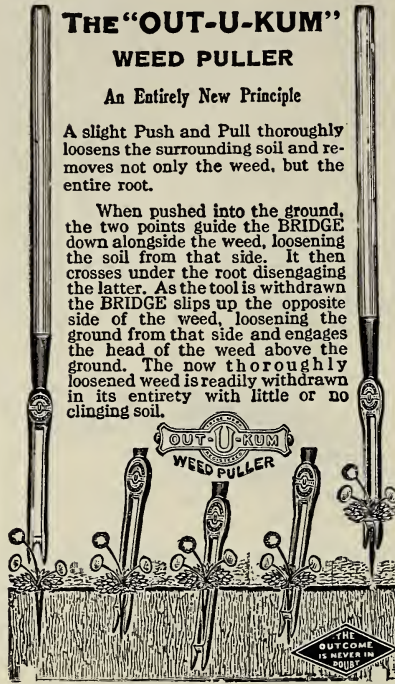 THE "OUT-U-KUM"
WEED PULLER
An Entirely New Principle
A slight Push and Pull thoroughly
loosens the surrounding soil and re-
moves not only the weed, but the
entire root.
When pushed into the ground,
the two points guide the BRIDGE
down alongside the weed, loosening
the soil from that side. It then
crosses under the root disengaging
the latter. As the tool is withdrawn
the BRIDGE slips up the opposite
side of the weed, loosening the
ground from that side and engages
the head of the weed above the
ground. The now thoroughly
loosened weed is readily withdrawn
in its entirety with little or no
clinging soil.
OUT-U-KUM
WEED PULLER
THE
OUTCOME
IS NEVER IN
DOUBT